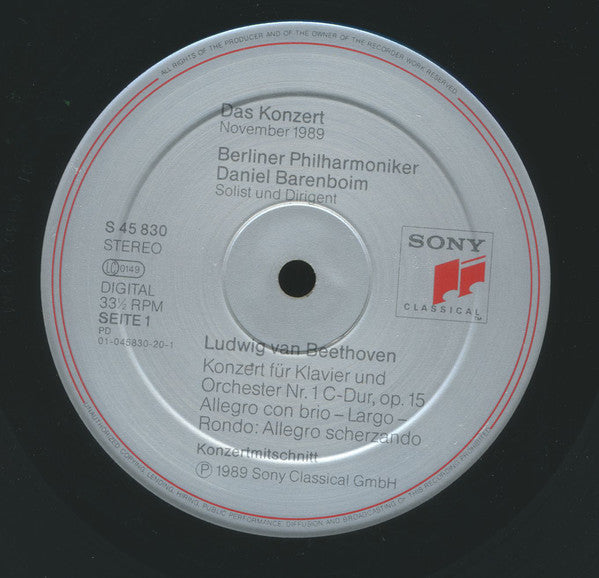 ALL RIGHTS OF THE PRODUCER AND OF THE OWNER OF THE RECORDED WORK RESERVED.
Das Konzert
November 1989
Berliner Philharmoniker
Daniel Barenboim
Solist und Dirigent
S 45 830
STEREO
LC 0149
DIGITAL
33⅓ RPM
SEITE 1
PD
01-045830-20-1
SONY
CLASSICAL™
Ludwig van Beethoven
Konzert für Klavier und
Orchester Nr. 1 C-Dur, op. 15
Allegro con brio – Largo –
Rondo: Allegro scherzando
Konzertmitschnitt
Ⓟ 1989 Sony Classical GmbH
UNAUTHORIZED COPYING, LENDING, HIRING, PUBLIC PERFORMANCE, DIFFUSION AND BROADCASTING OF THIS RECORDING PROHIBITED.